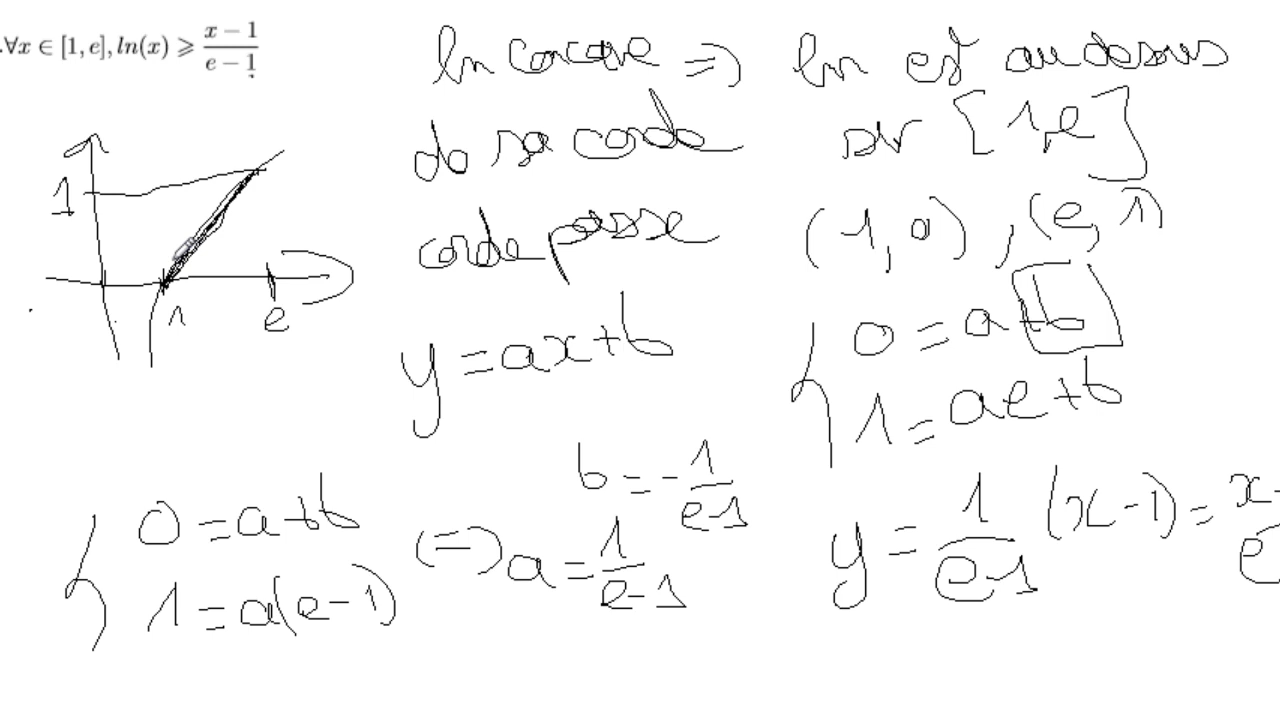 .∀x ∈ [1, e], ln(x) ⩾ (x − 1)/(e − 1)
ln concave => ln est au dessus
de sa corde sur [1,e]
corde passe (1,0), (e,1)
1
1 e
y = ax+b
0 = a+b
1 = ae+b
0 = a+b
1 = a(e-1)
<=>
b = -1/(e-1)
a = 1/(e-1)
y = 1/(e-1) (x-1) = x-/e